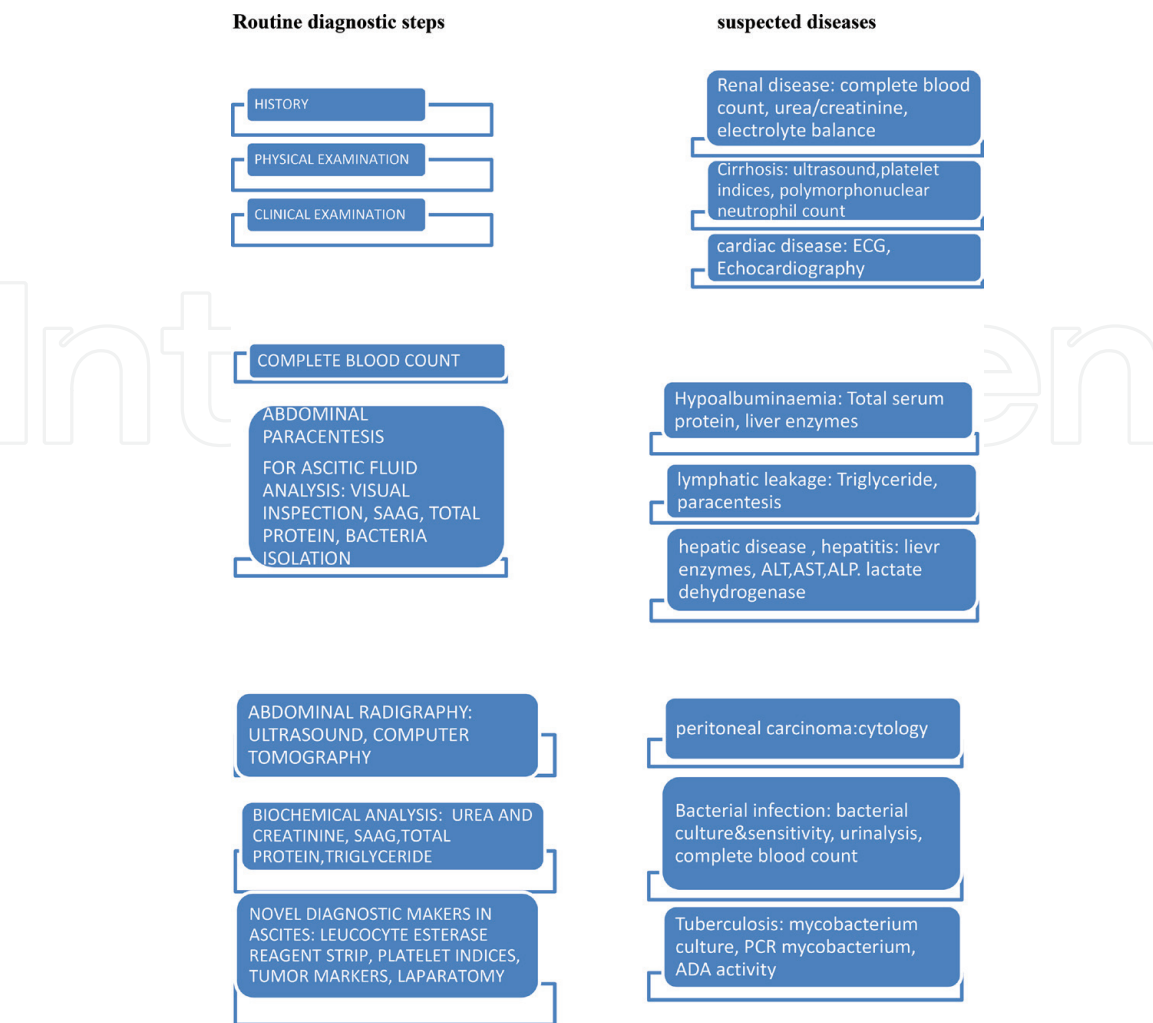 Routine diagnostic steps
HISTORY
PHYSICAL EXAMINATION
CLINICAL EXAMINATION
COMPLETE BLOOD COUNT
ABDOMINAL
PARACENTESIS
FOR ASCITIC FLUID
ANALYSIS: VISUAL
INSPECTION, SAAG, TOTAL
PROTEIN, BACTERIA
ISOLATION
ABDOMINAL RADIGRAPHY:
ULTRASOUND, COMPUTER
TOMOGRAPHY
BIOCHEMICAL ANALYSIS: UREA AND
CREATININE, SAAG,TOTAL
PROTEIN,TRIGLYCERIDE
NOVEL DIAGNOSTIC MAKERS IN
ASCITES: LEUCOCYTE ESTERASE
REAGENT STRIP, PLATELET INDICES,
TUMOR MARKERS, LAPARATOMY
suspected diseases
Renal disease: complete blood
count, urea/creatinine,
electrolyte balance
Cirrhosis: ultrasound,platelet
indices, polymorphonuclear
neutrophil count
cardiac disease: ECG,
Echocardiography
Hypoalbuminaemia: Total serum
protein, liver enzymes
lymphatic leakage: Triglyceride,
paracentesis
hepatic disease , hepatitis: lievr
enzymes, ALT,AST,ALP. lactate
dehydrogenase
peritoneal carcinoma:cytology
Bacterial infection: bacterial
culture&sensitivity, urinalysis,
complete blood count
Tuberculosis: mycobacterium
culture, PCR mycobacterium,
ADA activity